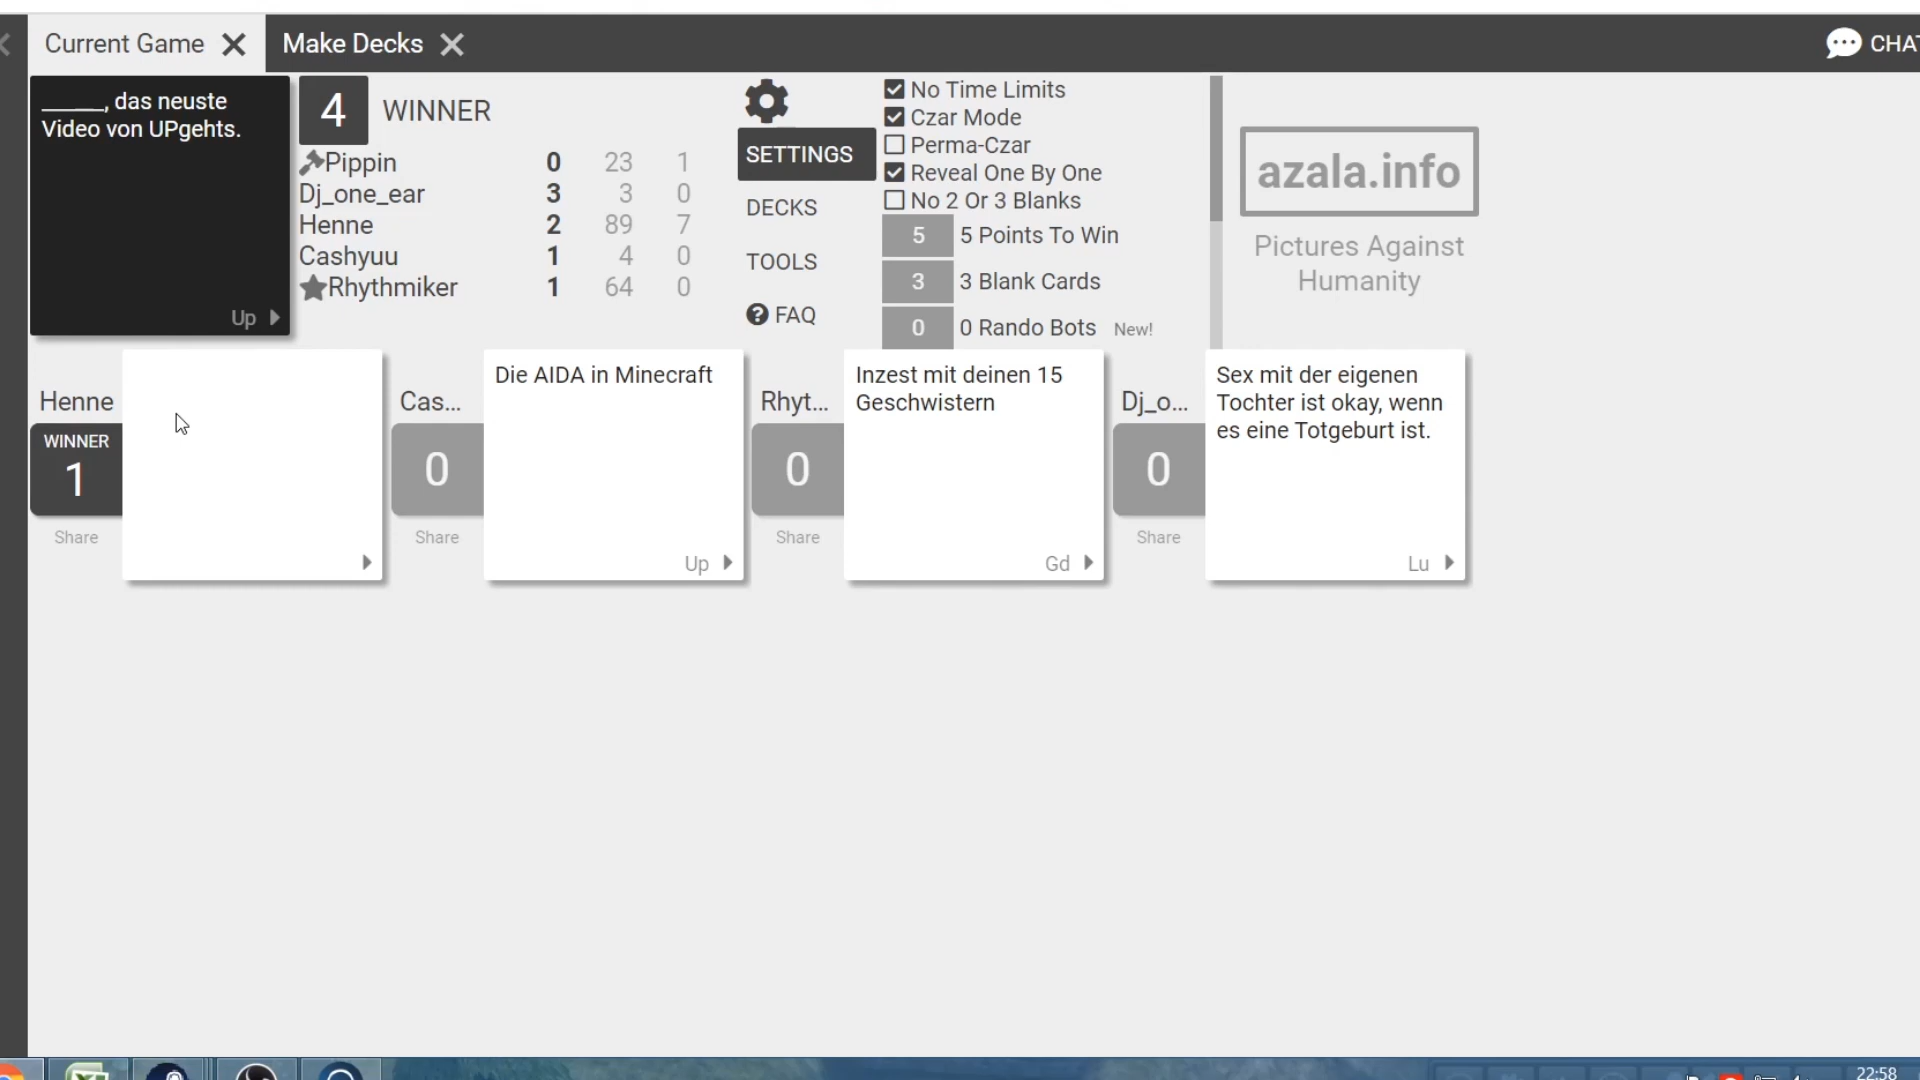 Current Game
Make Decks
CHAT
______, das neuste
Video von UPgehts.
Up
4 WINNER
Pippin 0 23 1
Dj_one_ear 3 3 0
Henne 2 89 7
Cashyuu 1 4 0
Rhythmiker 1 64 0
SETTINGS
DECKS
TOOLS
FAQ
No Time Limits
Czar Mode
Perma-Czar
Reveal One By One
No 2 Or 3 Blanks
5 5 Points To Win
3 3 Blank Cards
0 0 Rando Bots New!
azala.info
Pictures Against
Humanity
Henne
WINNER
1
Share
Cas...
0
Share
Die AIDA in Minecraft
Up
Rhyt...
0
Share
Inzest mit deinen 15
Geschwistern
Gd
Dj_o...
0
Share
Sex mit der eigenen
Tochter ist okay, wenn
es eine Totgeburt ist.
Lu
22:58